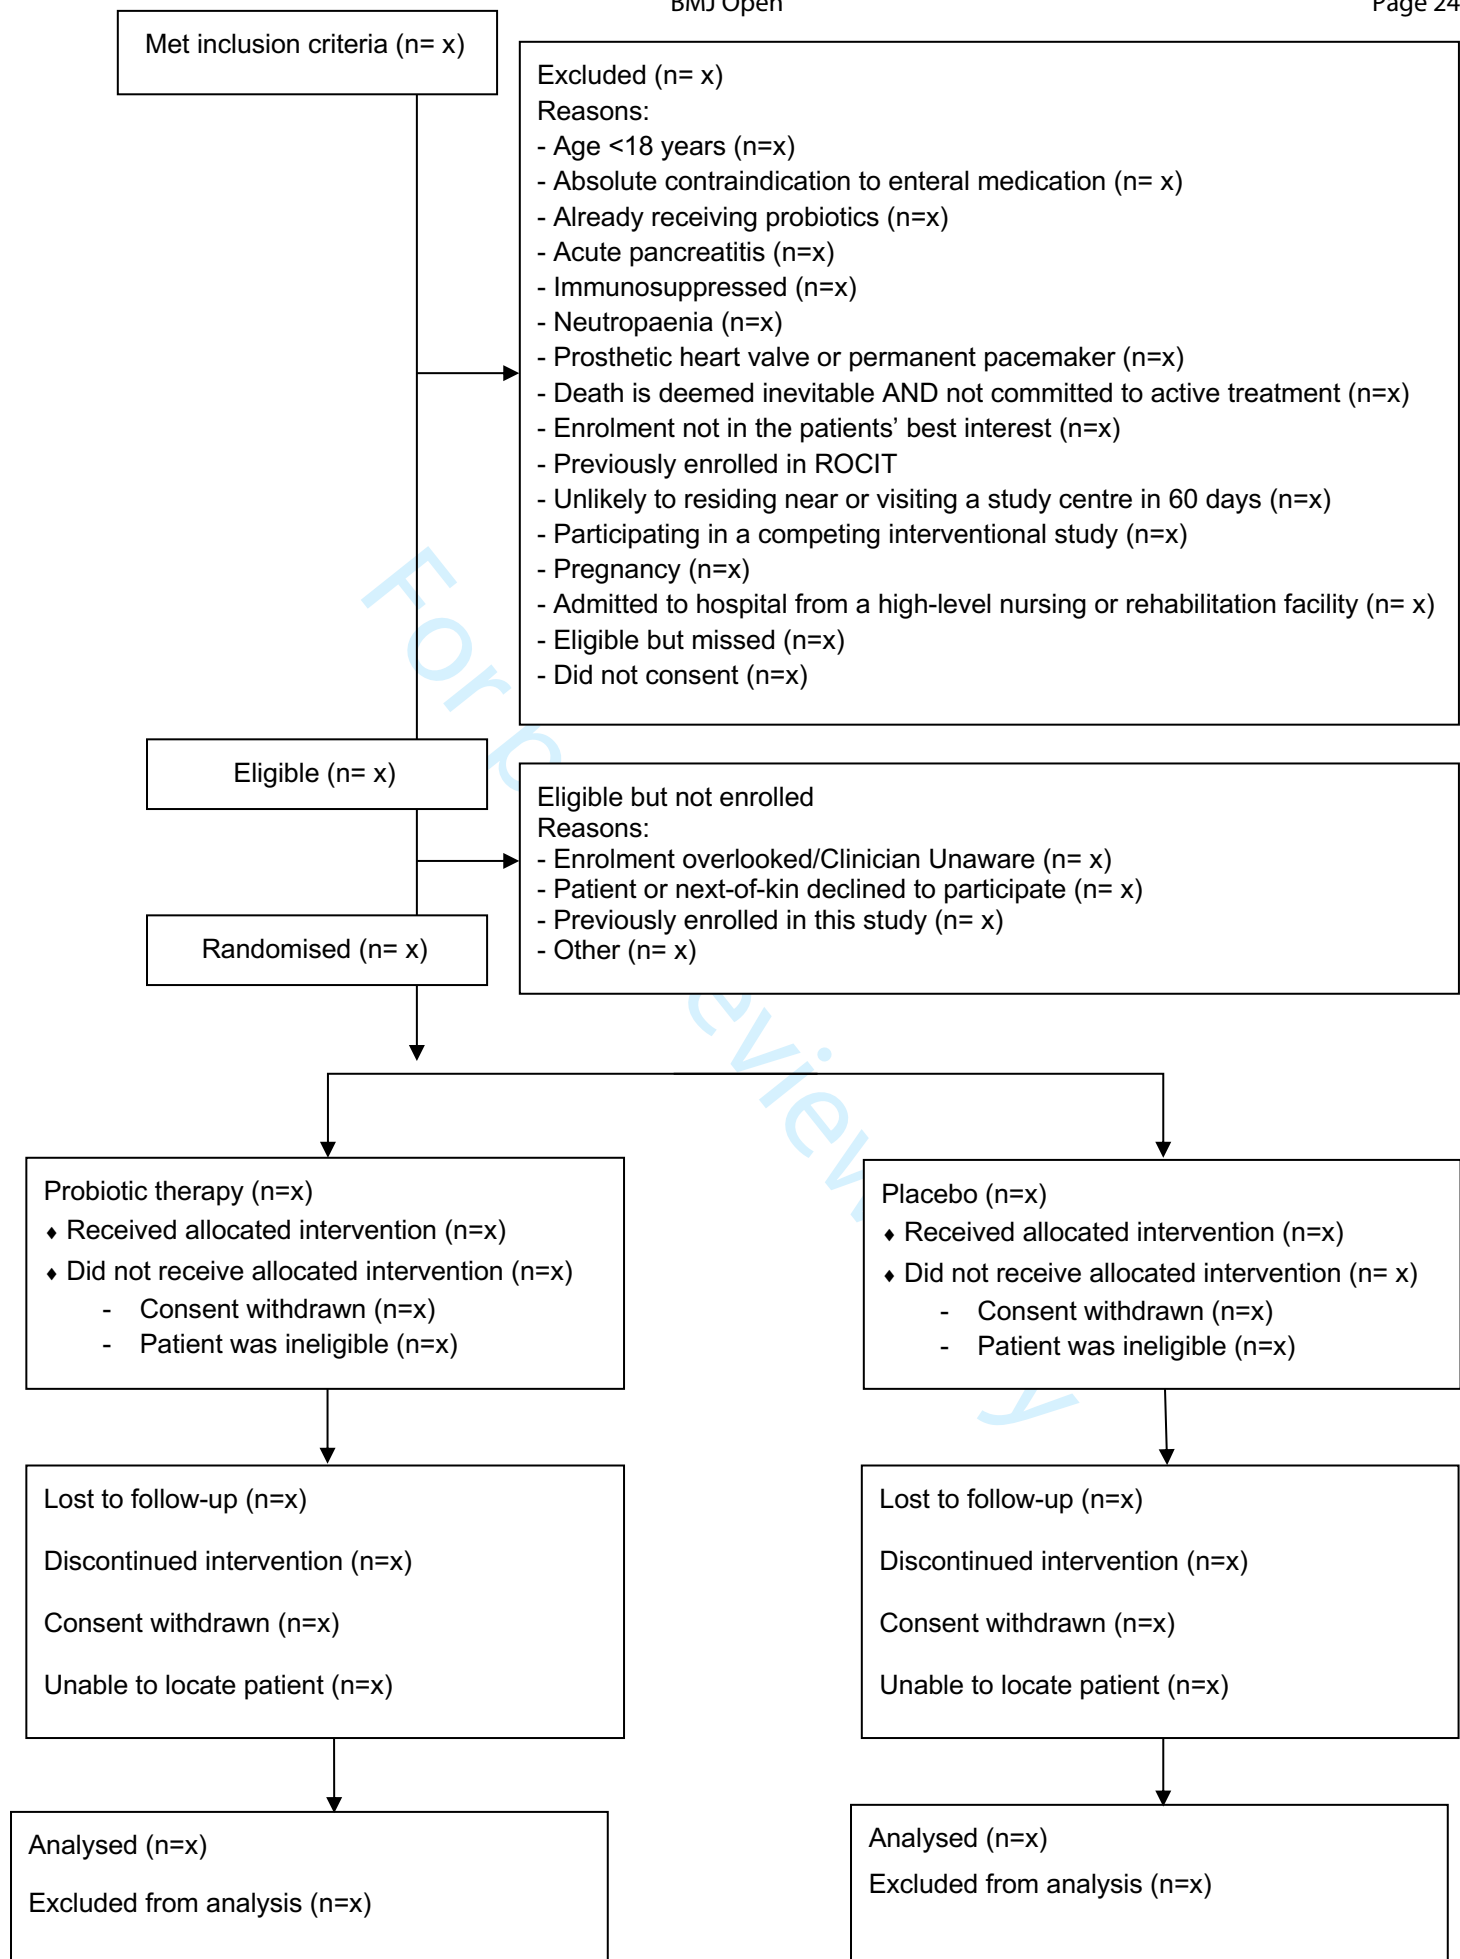 BMJ Open
Page 24
Met inclusion criteria (n= x)
Excluded (n= x)
Reasons:
- Age <18 years (n=x)
- Absolute contraindication to enteral medication (n= x)
- Already receiving probiotics (n=x)
- Acute pancreatitis (n=x)
- Immunosuppressed (n=x)
- Neutropaenia (n=x)
- Prosthetic heart valve or permanent pacemaker (n=x)
- Death is deemed inevitable AND not committed to active treatment (n=x)
- Enrolment not in the patients’ best interest (n=x)
- Previously enrolled in ROCIT
- Unlikely to residing near or visiting a study centre in 60 days (n=x)
- Participating in a competing interventional study (n=x)
- Pregnancy (n=x)
- Admitted to hospital from a high-level nursing or rehabilitation facility (n= x)
- Eligible but missed (n=x)
- Did not consent (n=x)
Eligible (n= x)
Eligible but not enrolled
Reasons:
- Enrolment overlooked/Clinician Unaware (n= x)
- Patient or next-of-kin declined to participate (n= x)
- Previously enrolled in this study (n= x)
- Other (n= x)
Randomised (n= x)
Probiotic therapy (n=x)
♦ Received allocated intervention (n=x)
♦ Did not receive allocated intervention (n=x)
- Consent withdrawn (n=x)
- Patient was ineligible (n=x)
Placebo (n=x)
♦ Received allocated intervention (n=x)
♦ Did not receive allocated intervention (n= x)
- Consent withdrawn (n=x)
- Patient was ineligible (n=x)
Lost to follow-up (n=x)
Discontinued intervention (n=x)
Consent withdrawn (n=x)
Unable to locate patient (n=x)
Lost to follow-up (n=x)
Discontinued intervention (n=x)
Consent withdrawn (n=x)
Unable to locate patient (n=x)
Analysed (n=x)
Excluded from analysis (n=x)
Analysed (n=x)
Excluded from analysis (n=x)